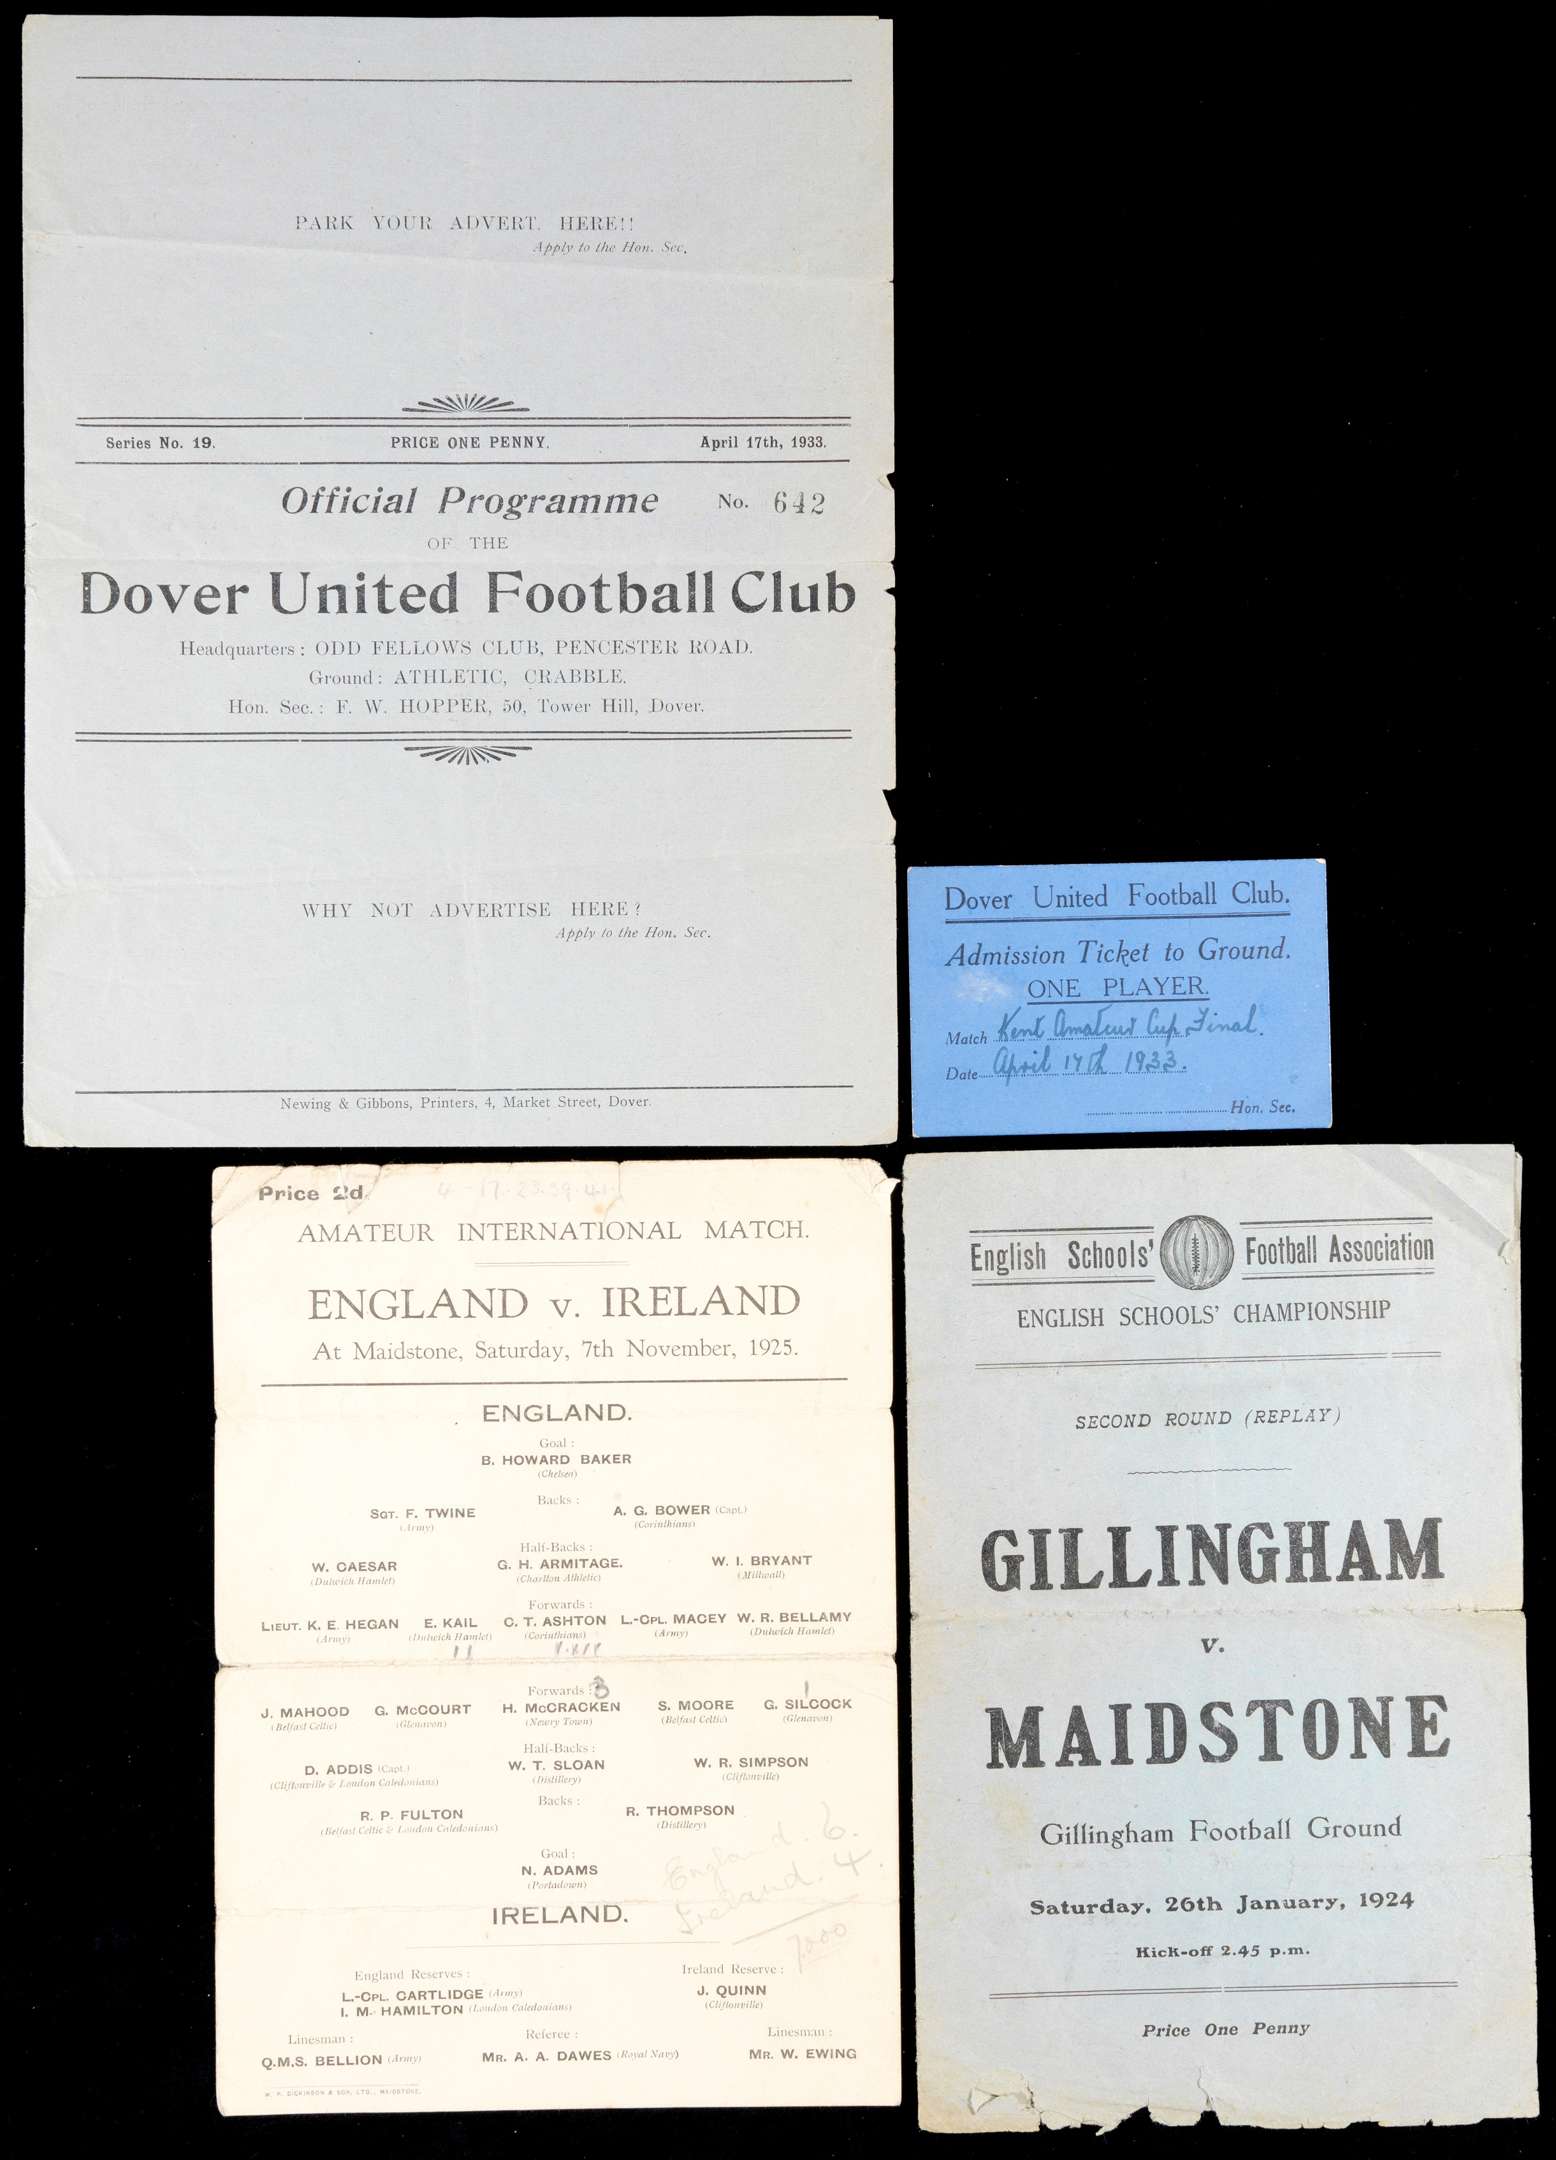 PARK YOUR ADVERT. HERE!!
Apply to the Hon. Sec.
Series No. 19. PRICE ONE PENNY. April 17th, 1933.
Official Programme No. 642
OF THE
Dover United Football Club
Headquarters: ODD FELLOWS CLUB, PENCESTER ROAD.
Ground: ATHLETIC, CRABBLE.
Hon. Sec.: F. W. HOPPER, 50, Tower Hill, Dover.
WHY NOT ADVERTISE HERE?
Apply to the Hon. Sec.
Newing & Gibbons, Printers, 4, Market Street, Dover.
Dover United Football Club.
Admission Ticket to Ground.
ONE PLAYER.
Match Kent Amateur Cup Final.
Date April 17th 1933.
Hon. Sec.
Price 2d.
AMATEUR INTERNATIONAL MATCH.
ENGLAND v. IRELAND
At Maidstone, Saturday, 7th November, 1925.
ENGLAND.
Goal:
B. HOWARD BAKER
(Chelsea)
Backs:
SGT. F. TWINE A. G. BOWER (Capt.)
(Army) (Corinthians)
Half-Backs:
W. CAESAR G. H. ARMITAGE. W. I. BRYANT
(Dulwich Hamlet) (Charlton Athletic) (Millwall)
Forwards:
LIEUT. K. E. HEGAN E. KAIL C. T. ASHTON L.-CPL. MACEY W. R. BELLAMY
(Army) (Dulwich Hamlet) (Corinthians) (Army) (Dulwich Hamlet)
Forwards: 3 1
J. MAHOOD G. McCOURT H. McCRACKEN S. MOORE G. SILCOCK
(Belfast Celtic) (Glenavon) (Newry Town) (Belfast Celtic) (Glenavon)
Half-Backs:
D. ADDIS (Capt.) W. T. SLOAN W. R. SIMPSON
(Cliftonville & London Caledonians) (Distillery) (Cliftonville)
Backs:
R. P. FULTON R. THOMPSON
(Belfast Celtic & London Caledonians) (Distillery)
Goal:
N. ADAMS
(Portadown)
England. 6.
Ireland. 4.
7,000
IRELAND.
England Reserves: Ireland Reserve:
L.-CPL. CARTLIDGE (Army) J. QUINN
I. M. HAMILTON (London Caledonians) (Cliftonville)
Linesman: Referee: Linesman:
Q.M.S. BELLION (Army) MR. A. A. DAWES (Royal Navy) MR. W. EWING
W. P. DICKINSON & SON, LTD., MAIDSTONE.
English Schools' Football Association
ENGLISH SCHOOLS' CHAMPIONSHIP
SECOND ROUND (REPLAY)
GILLINGHAM
v.
MAIDSTONE
Gillingham Football Ground
Saturday, 26th January, 1924
Kick-off 2.45 p.m.
Price One Penny